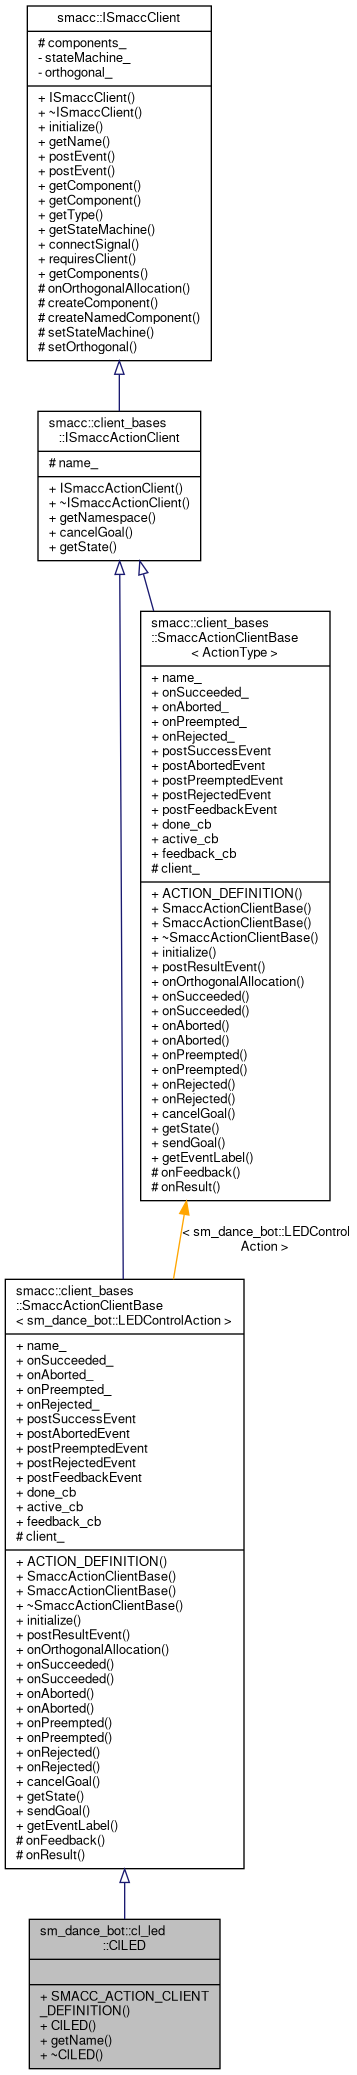 smacc::ISmaccClient
# components_
- stateMachine_
- orthogonal_
+ ISmaccClient()
+ ~ISmaccClient()
+ initialize()
+ getName()
+ postEvent()
+ postEvent()
+ getComponent()
+ getComponent()
+ getType()
+ getStateMachine()
+ connectSignal()
+ requiresClient()
+ getComponents()
# onOrthogonalAllocation()
# createComponent()
# createNamedComponent()
# setStateMachine()
# setOrthogonal()
smacc::client_bases
::ISmaccActionClient
# name_
+ ISmaccActionClient()
+ ~ISmaccActionClient()
+ getNamespace()
+ cancelGoal()
+ getState()
smacc::client_bases
::SmaccActionClientBase
< ActionType >
+ name_
+ onSucceeded_
+ onAborted_
+ onPreempted_
+ onRejected_
+ postSuccessEvent
+ postAbortedEvent
+ postPreemptedEvent
+ postRejectedEvent
+ postFeedbackEvent
+ done_cb
+ active_cb
+ feedback_cb
# client_
+ ACTION_DEFINITION()
+ SmaccActionClientBase()
+ SmaccActionClientBase()
+ ~SmaccActionClientBase()
+ initialize()
+ postResultEvent()
+ onOrthogonalAllocation()
+ onSucceeded()
+ onSucceeded()
+ onAborted()
+ onAborted()
+ onPreempted()
+ onPreempted()
+ onRejected()
+ onRejected()
+ cancelGoal()
+ getState()
+ sendGoal()
+ getEventLabel()
# onFeedback()
# onResult()
< sm_dance_bot::LEDControl
Action >
smacc::client_bases
::SmaccActionClientBase
< sm_dance_bot::LEDControlAction >
+ name_
+ onSucceeded_
+ onAborted_
+ onPreempted_
+ onRejected_
+ postSuccessEvent
+ postAbortedEvent
+ postPreemptedEvent
+ postRejectedEvent
+ postFeedbackEvent
+ done_cb
+ active_cb
+ feedback_cb
# client_
+ ACTION_DEFINITION()
+ SmaccActionClientBase()
+ SmaccActionClientBase()
+ ~SmaccActionClientBase()
+ initialize()
+ postResultEvent()
+ onOrthogonalAllocation()
+ onSucceeded()
+ onSucceeded()
+ onAborted()
+ onAborted()
+ onPreempted()
+ onPreempted()
+ onRejected()
+ onRejected()
+ cancelGoal()
+ getState()
+ sendGoal()
+ getEventLabel()
# onFeedback()
# onResult()
sm_dance_bot::cl_led
::ClLED
+ SMACC_ACTION_CLIENT
_DEFINITION()
+ ClLED()
+ getName()
+ ~ClLED()